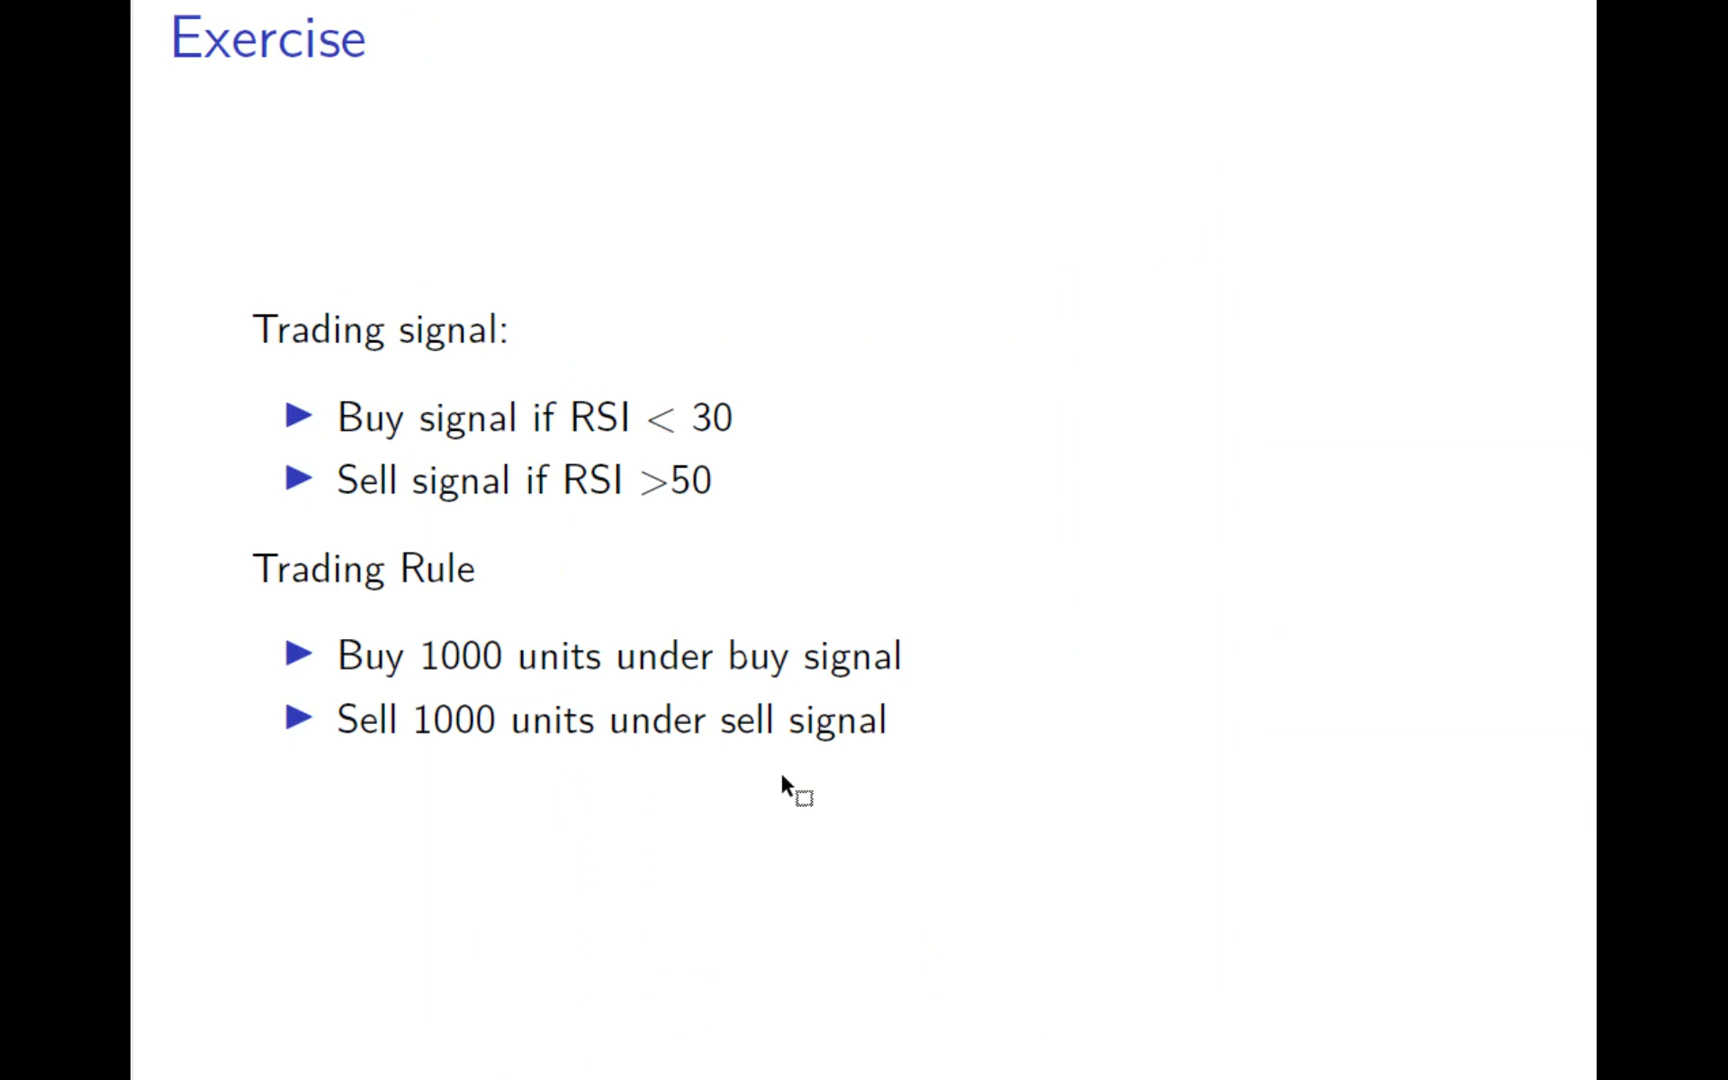 Exercise
Trading signal:
▶ Buy signal if RSI < 30
▶ Sell signal if RSI >50
Trading Rule
▶ Buy 1000 units under buy signal
▶ Sell 1000 units under sell signal